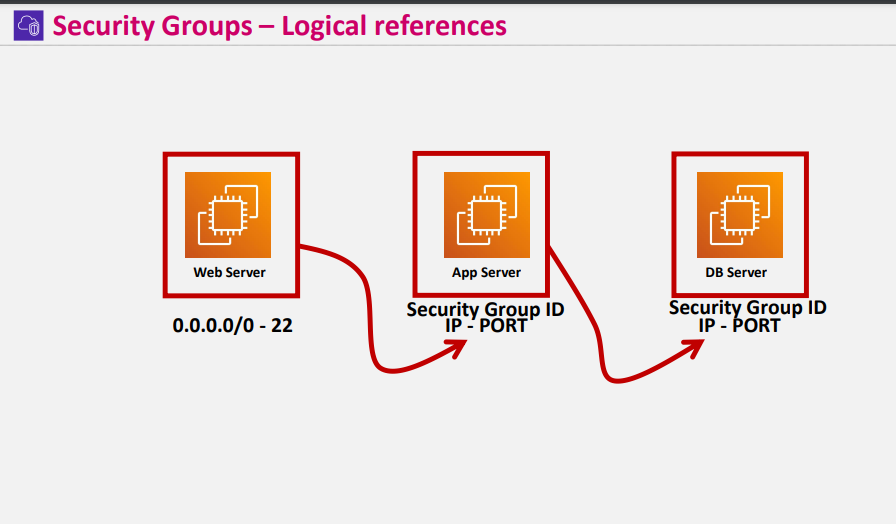 Security Groups – Logical references
Web Server
0.0.0.0/0 - 22
App Server
Security Group ID
IP - PORT
DB Server
Security Group ID
IP - PORT